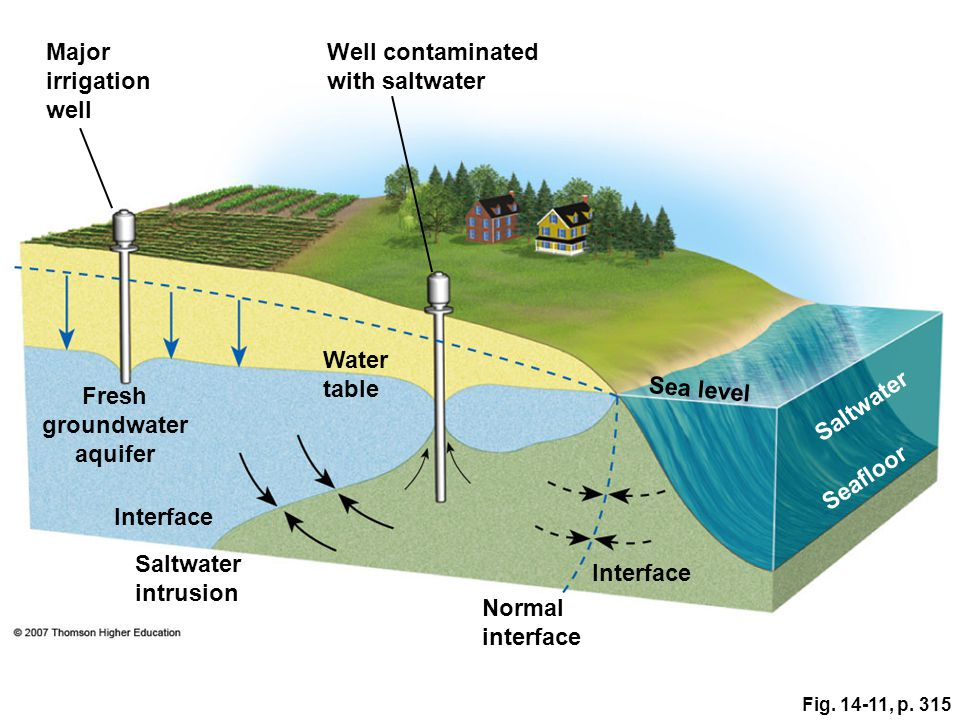 Major
irrigation
well
Well contaminated
with saltwater
Water
table
Sea level
Saltwater
Seafloor
Fresh
groundwater
aquifer
Interface
Saltwater
intrusion
Interface
Normal
interface
© 2007 Thomson Higher Education
Fig. 14-11, p. 315